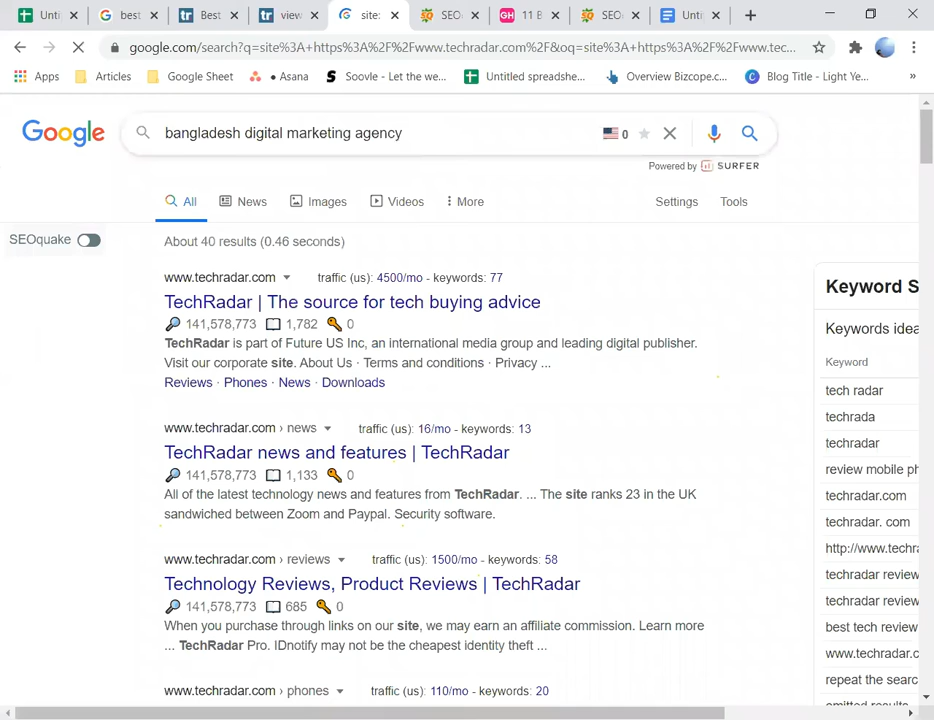 Unti
best
Best
view
site:
SEO
11 B
SEO
Unti
google.com/search?q=site%3A+https%3A%2F%2Fwww.techradar.com%2F&oq=site%3A+https%3A%2F%2Fwww.tec...
Apps
Articles
Google Sheet
• Asana
Soovle - Let the we...
Untitled spreadshe...
Overview Bizcope.c...
Blog Title - Light Ye...
»
Google
bangladesh digital marketing agency
0
Powered by SURFER
All
News
Images
Videos
More
Settings
Tools
SEOquake
About 40 results (0.46 seconds)
www.techradar.com traffic (us): 4500/mo - keywords: 77
TechRadar | The source for tech buying advice
141,578,773 1,782 0
TechRadar is part of Future US Inc, an international media group and leading digital publisher.
Visit our corporate site. About Us · Terms and conditions · Privacy ...
Reviews · Phones · News · Downloads
www.techradar.com › news traffic (us): 16/mo - keywords: 13
TechRadar news and features | TechRadar
141,578,773 1,133 0
All of the latest technology news and features from TechRadar. ... The site ranks 23 in the UK
sandwiched between Zoom and Paypal. Security software.
www.techradar.com › reviews traffic (us): 1500/mo - keywords: 58
Technology Reviews, Product Reviews | TechRadar
141,578,773 685 0
When you purchase through links on our site, we may earn an affiliate commission. Learn more
... TechRadar Pro. IDnotify may not be the cheapest identity theft ...
www.techradar.com › phones traffic (us): 110/mo - keywords: 20
Keyword S
Keywords idea
Keyword
tech radar
techrada
techradar
review mobile ph
techradar.com
techradar. com
http://www.techra
techradar review
techradar review
best tech review
www.techradar.c
repeat the searc
omitted results